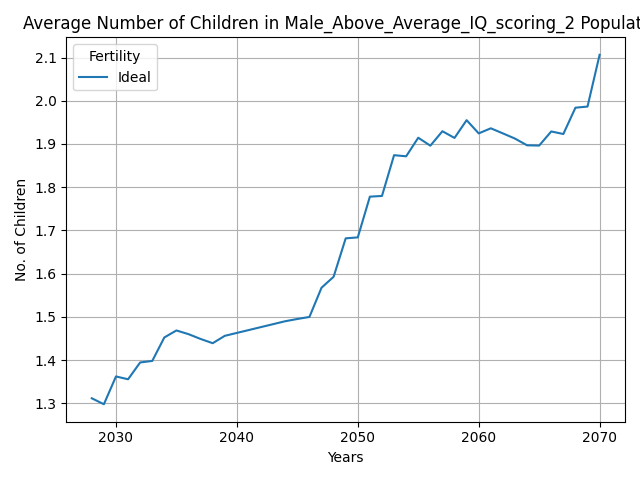 Average Number of Children in Male_Above_Average_IQ_scoring_2 Populat
Fertility
Ideal
No. of Children
2.1
2.0
1.9
1.8
1.7
1.6
1.5
1.4
1.3
2030 2040 2050 2060 2070
Years